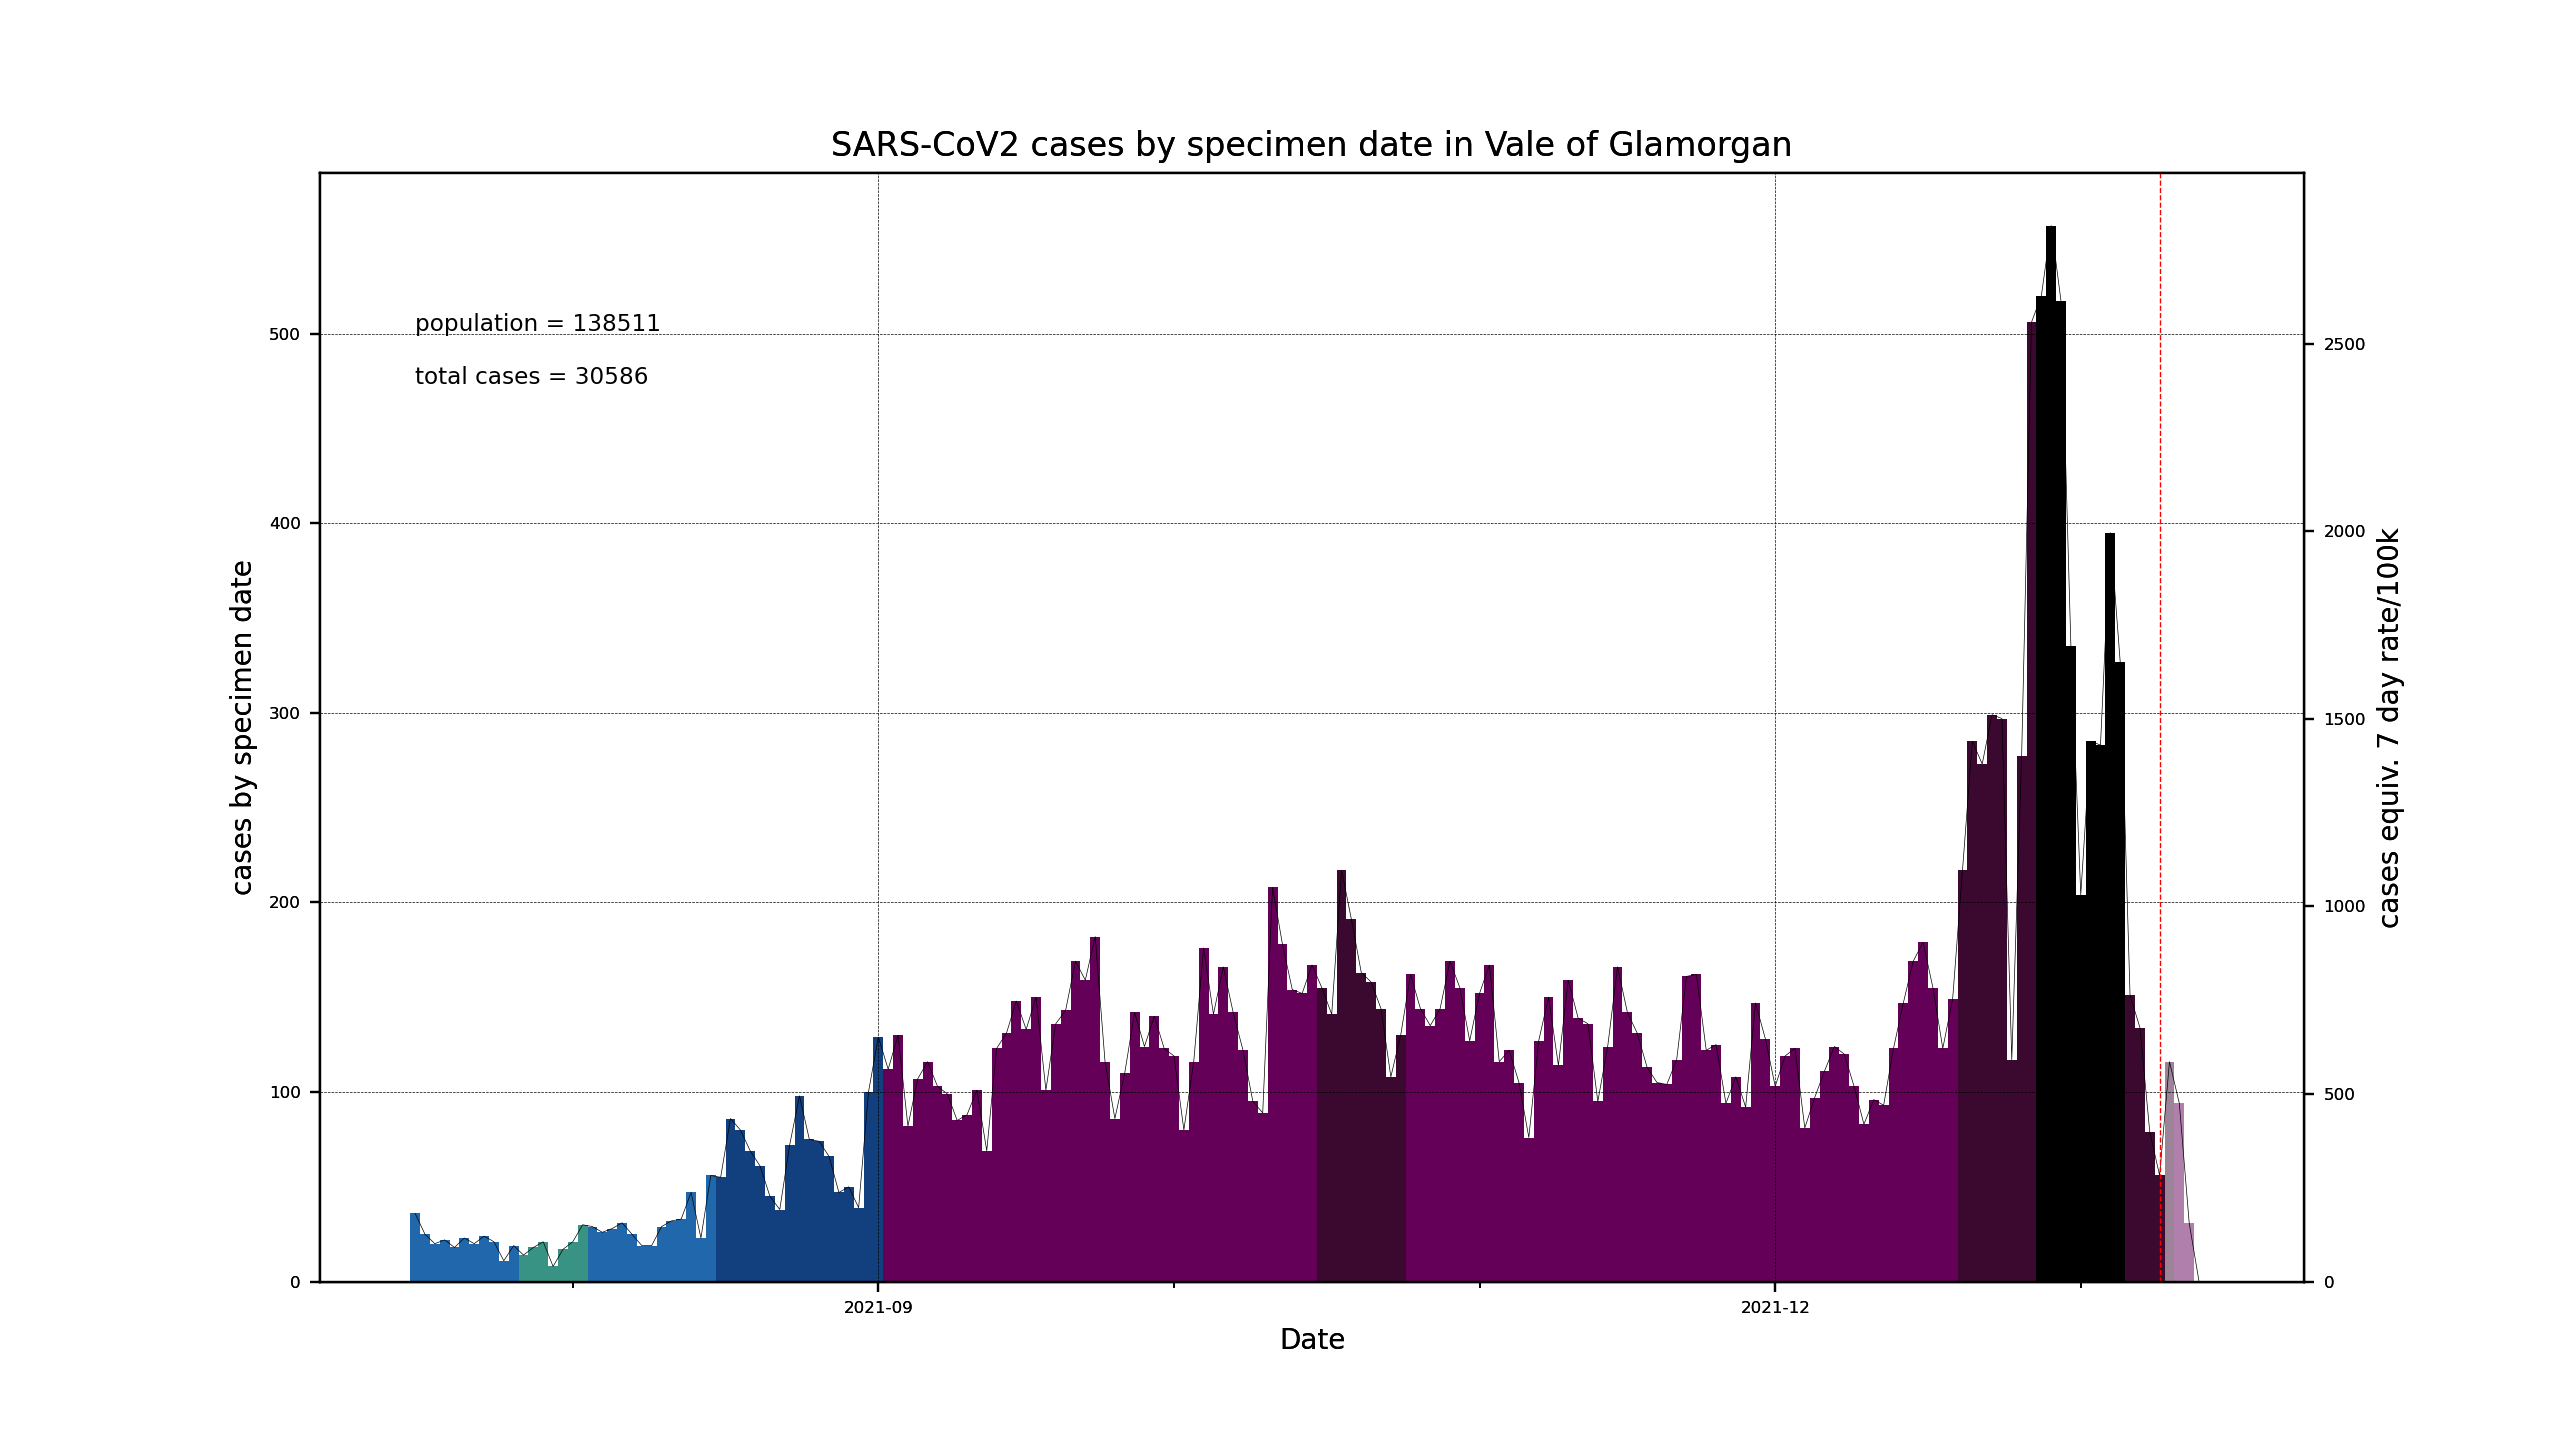 SARS-CoV2 cases by specimen date in Vale of Glamorgan
population = 138511
total cases = 30586
cases by specimen date
500
400
300
200
100
0
2500
2000
1500
1000
500
0
cases equiv. 7 day rate/100k
2021-09
2021-12
Date